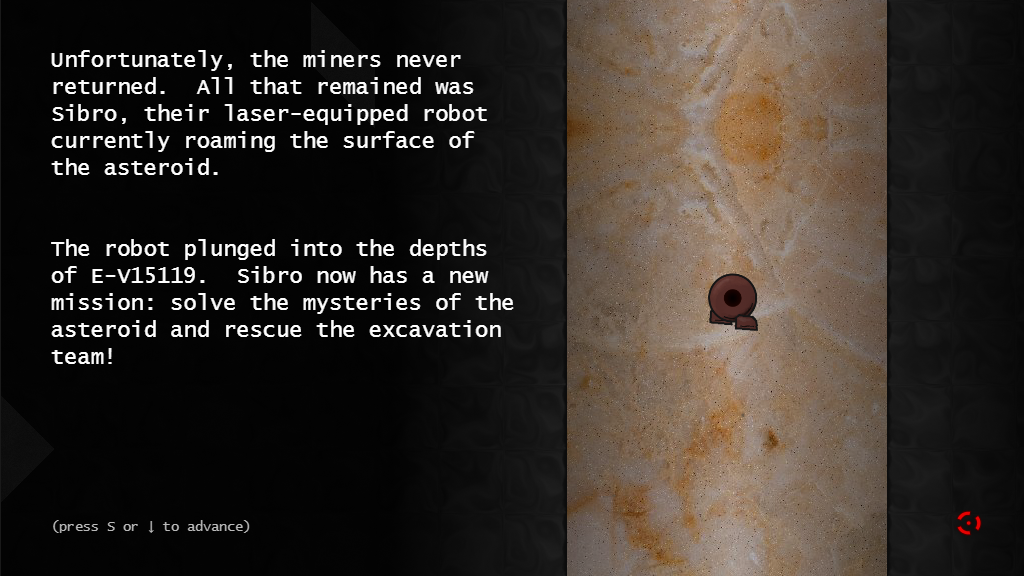 Unfortunately, the miners never
returned.  All that remained was
Sibro, their laser-equipped robot
currently roaming the surface of
the asteroid.
The robot plunged into the depths
of E-V15119.  Sibro now has a new
mission: solve the mysteries of the
asteroid and rescue the excavation
team!
(press S or ↓ to advance)